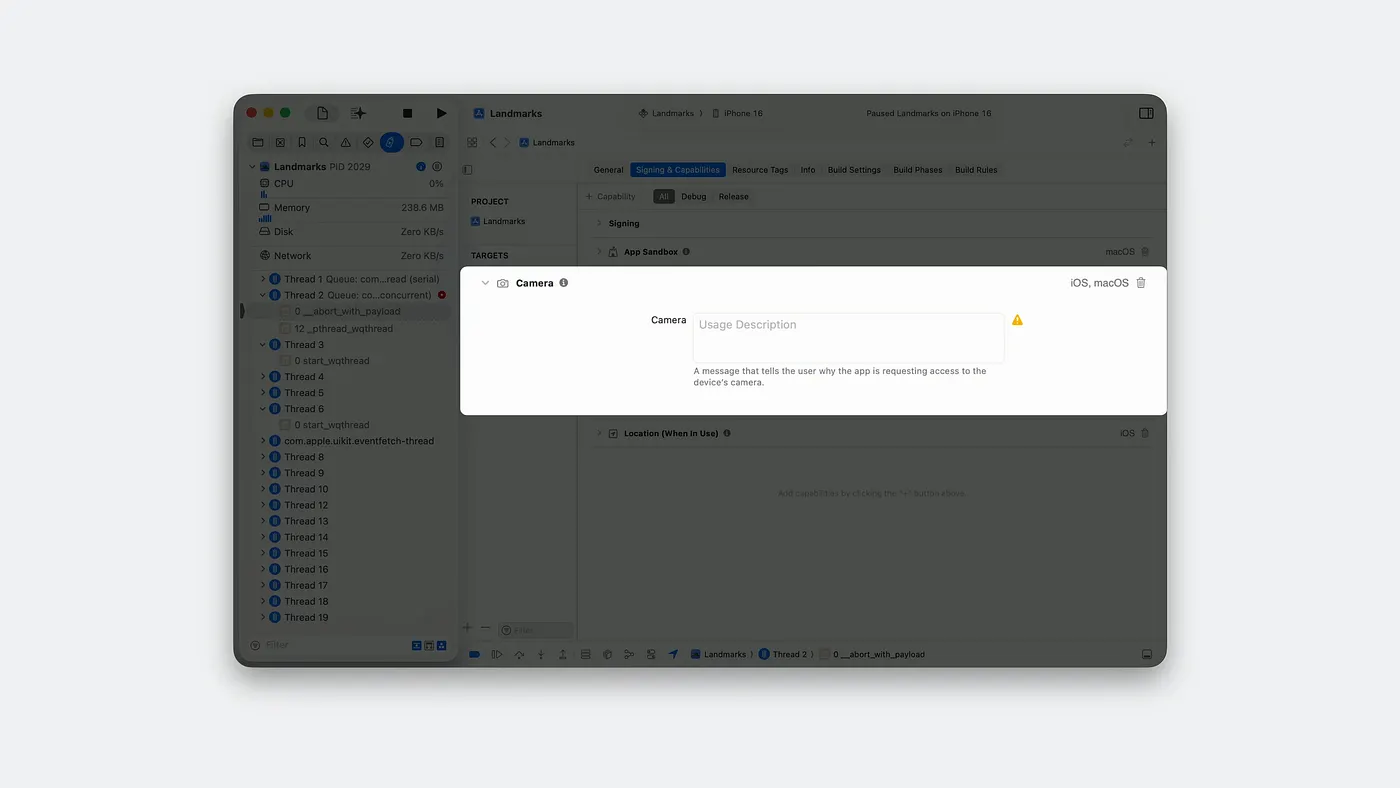 Landmarks
Landmarks 〉 iPhone 16
Paused Landmarks on iPhone 16
Landmarks
Landmarks PID 2029
CPU 0%
Memory 238.6 MB
Disk Zero KB/s
Network Zero KB/s
Thread 1 Queue: com...read (serial)
Thread 2 Queue: co...concurrent)
0 __abort_with_payload
12 _pthread_wqthread
Thread 3
0 start_wqthread
Thread 4
Thread 5
Thread 6
0 start_wqthread
com.apple.uikit.eventfetch-thread
Thread 8
Thread 9
Thread 10
Thread 12
Thread 13
Thread 14
Thread 15
Thread 16
Thread 17
Thread 18
Thread 19
Filter
PROJECT
Landmarks
TARGETS
Filter
General Signing & Capabilities Resource Tags Info Build Settings Build Phases Build Rules
+ Capability All Debug Release
Signing
App Sandbox macOS
Camera iOS, macOS
Camera Usage Description
A message that tells the user why the app is requesting access to the
device's camera.
Location (When In Use) iOS
Add capabilities by clicking the "+" button above.
Landmarks 〉 Thread 2 〉 0 __abort_with_payload